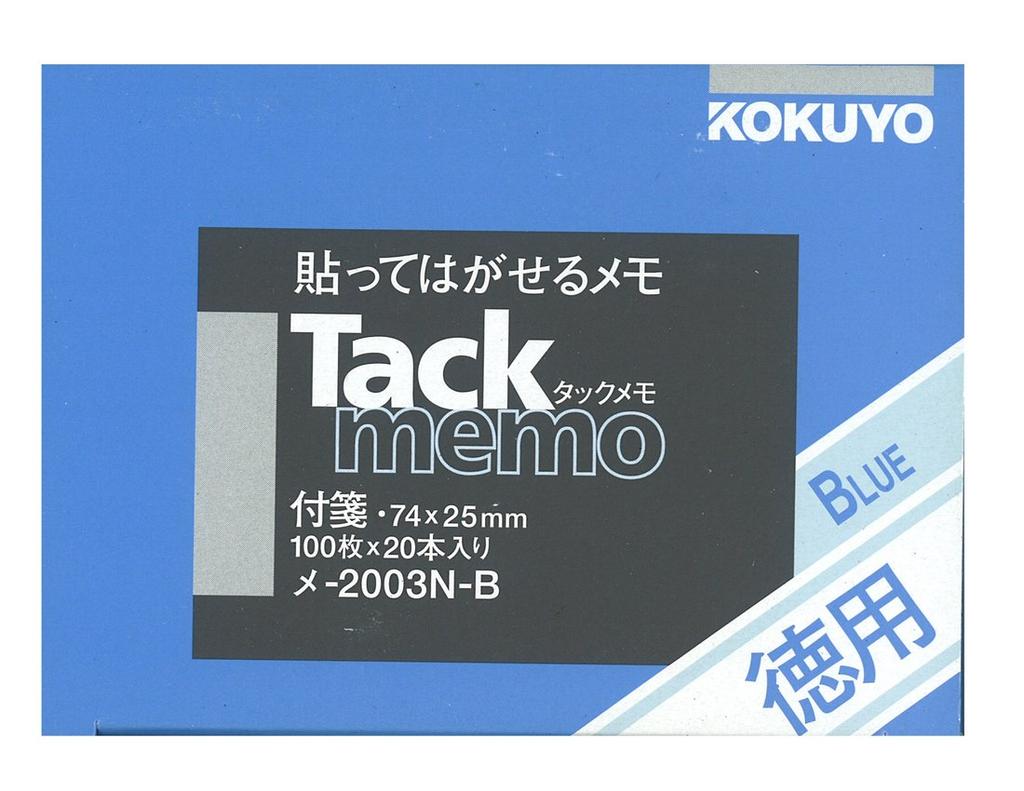 KOKUYO
貼ってはがせるメモ
Tack
タックメモ
memo
付箋・74×25mm
100枚×20本入り
メ-2003N-B
BLUE
徳用